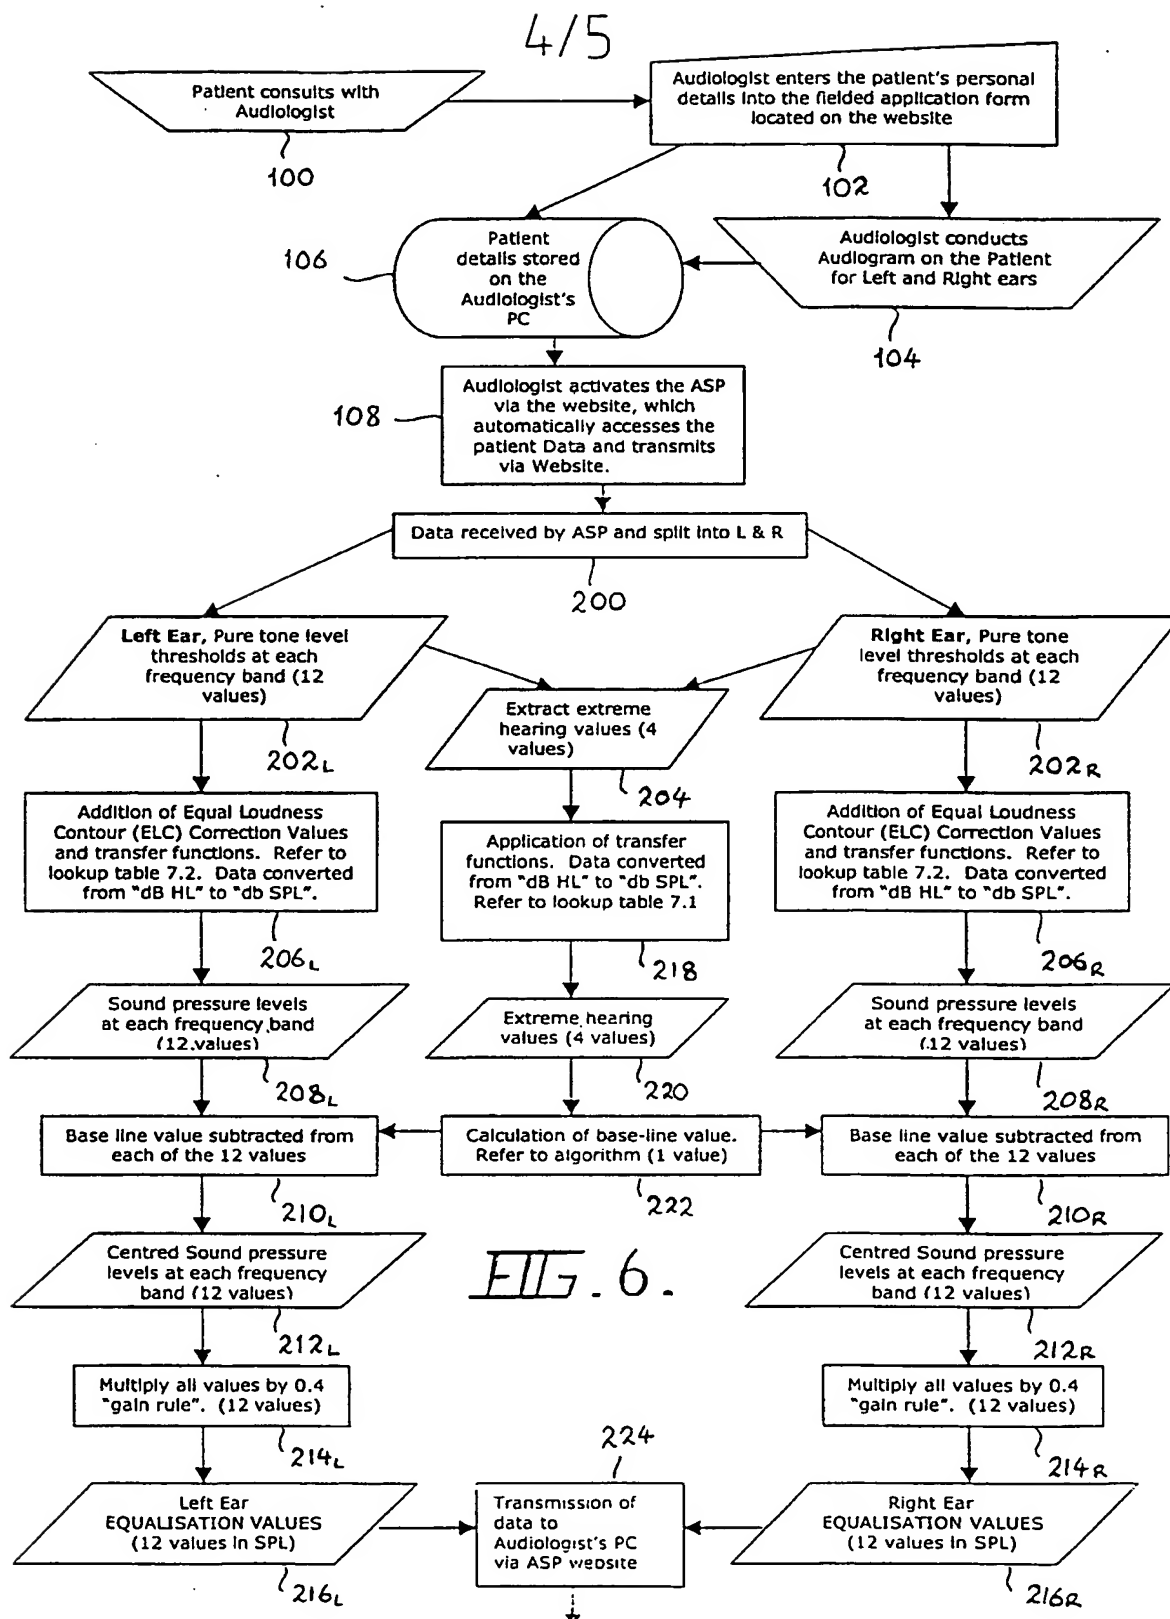 4/5
Patient consults with
Audiologist
100
Audiologist enters the patient's personal
details into the fielded application form
located on the website
102
Patient
details stored
on the
Audiologist's
PC
106
Audiologist conducts
Audiogram on the Patient
for Left and Right ears
104
Audiologist activates the ASP
via the website, which
automatically accesses the
patient Data and transmits
via Website.
108
Data received by ASP and split into L & R
200
Left Ear, Pure tone level
thresholds at each
frequency band (12
values)
202L
Extract extreme
hearing values (4
values)
204
Right Ear, Pure tone
level thresholds at each
frequency band (12
values)
202R
Addition of Equal Loudness
Contour (ELC) Correction Values
and transfer functions. Refer to
lookup table 7.2. Data converted
from "dB HL" to "db SPL".
206L
Application of transfer
functions. Data converted
from "dB HL" to "db SPL".
Refer to lookup table 7.1
218
Addition of Equal Loudness
Contour (ELC) Correction Values
and transfer functions. Refer to
lookup table 7.2. Data converted
from "dB HL" to "db SPL".
206R
Sound pressure levels
at each frequency band
(12 values)
208L
Extreme hearing
values (4 values)
220
Sound pressure levels
at each frequency band
(12 values)
208R
Base line value subtracted from
each of the 12 values
210L
Calculation of base-line value.
Refer to algorithm (1 value)
222
Base line value subtracted from
each of the 12 values
210R
Centred Sound pressure
levels at each frequency
band (12 values)
212L
FIG. 6.
Centred Sound pressure
levels at each frequency
band (12 values)
212R
Multiply all values by 0.4
"gain rule". (12 values)
214L
Multiply all values by 0.4
"gain rule". (12 values)
214R
224
Left Ear
EQUALISATION VALUES
(12 values in SPL)
216L
Transmission of
data to
Audiologist's PC
via ASP website
Right Ear
EQUALISATION VALUES
(12 values in SPL)
216R